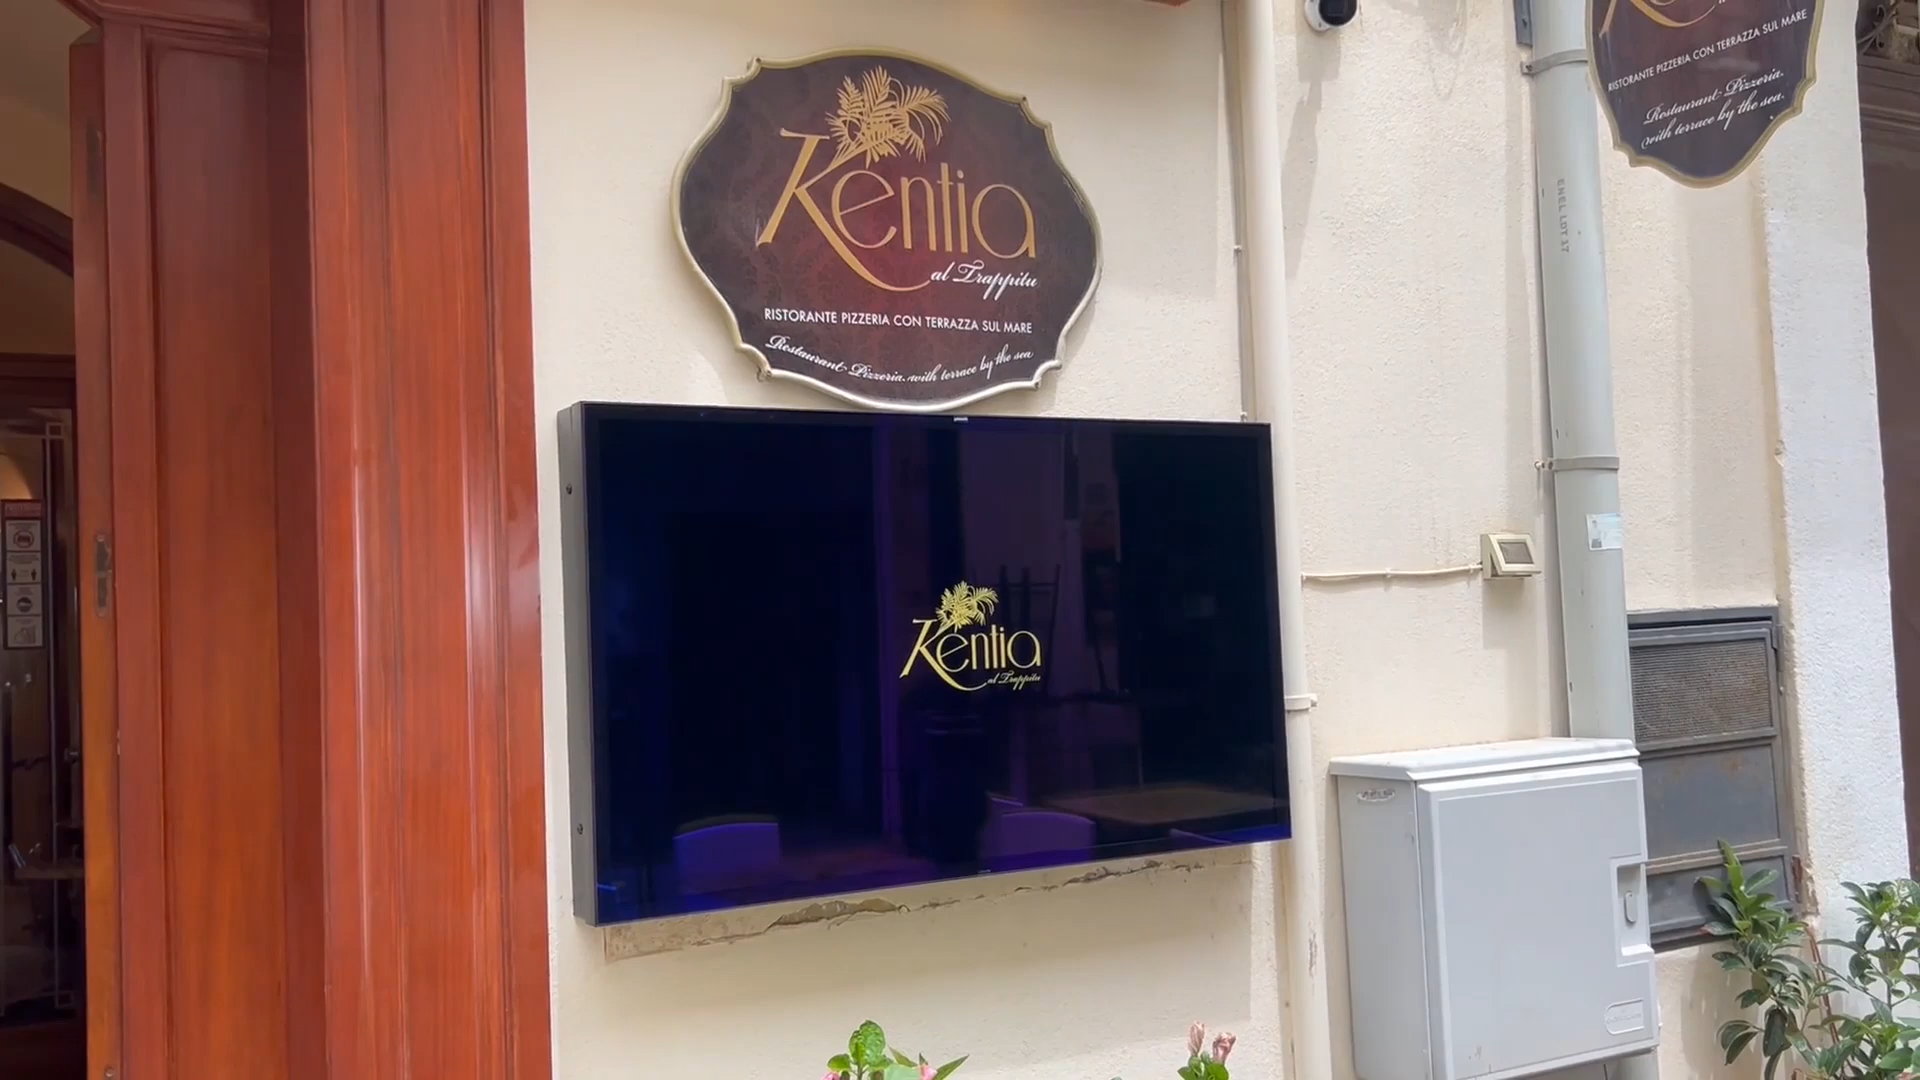 Kentia
al Trappitu
RISTORANTE PIZZERIA CON TERRAZZA SUL MARE
Restaurant Pizzeria with terrace by the sea
RISTORANTE PIZZERIA CON TERRAZZA SUL MARE
Restaurant Pizzeria
with terrace by the sea
ENEL LOT.17
Kentia
al Trappitu